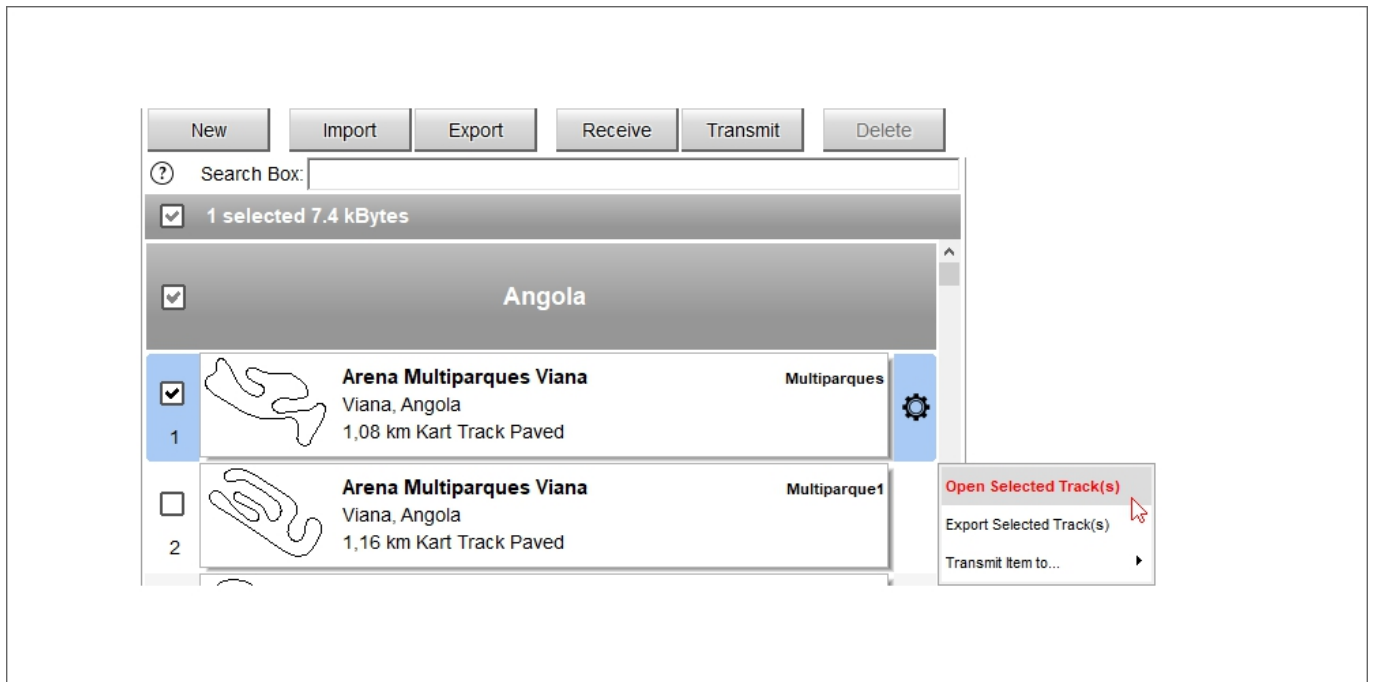 New Import Export Receive Transmit Delete
? Search Box:
1 selected 7.4 kBytes
Angola
Arena Multiparques Viana Multiparques
Viana, Angola
1,08 km Kart Track Paved
1
Arena Multiparques Viana Multiparque1
Viana, Angola
1,16 km Kart Track Paved
2
Open Selected Track(s)
Export Selected Track(s)
Transmit Item to...